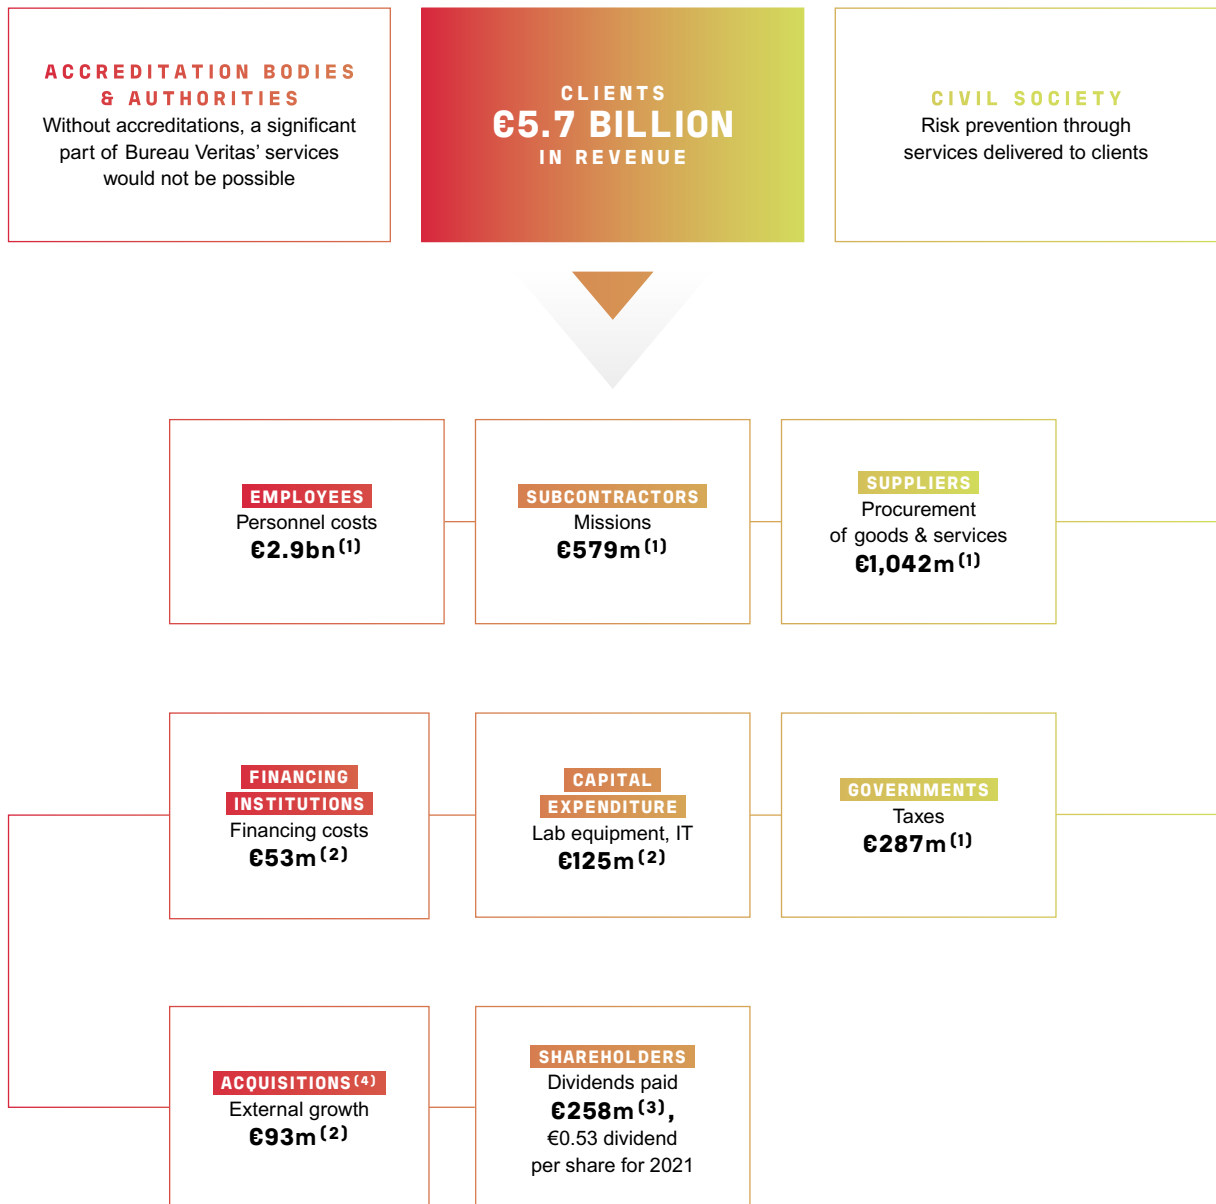 ACCREDITATION BODIES
& AUTHORITIES
Without accreditations, a significant
part of Bureau Veritas' services
would not be possible
CLIENTS
€5.7 BILLION
IN REVENUE
CIVIL SOCIETY
Risk prevention through
services delivered to clients
EMPLOYEES
Personnel costs
€2.9bn(1)
SUBCONTRACTORS
Missions
€579m(1)
SUPPLIERS
Procurement
of goods & services
€1,042m(1)
FINANCING
INSTITUTIONS
Financing costs
€53m(2)
CAPITAL
EXPENDITURE
Lab equipment, IT
€125m(2)
GOVERNMENTS
Taxes
€287m(1)
ACQUISITIONS(4)
External growth
€93m(2)
SHAREHOLDERS
Dividends paid
€258m(3),
€0.53 dividend
per share for 2021